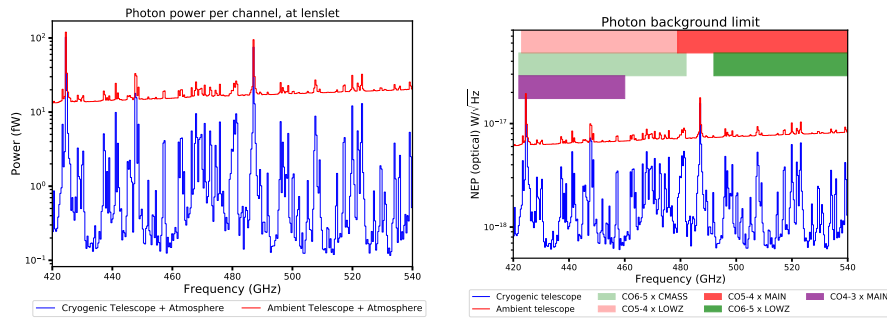 Photon power per channel, at lenslet
Power (fW)
10²
10¹
10⁰
10⁻¹
420 440 460 480 500 520 540
Frequency (GHz)
Cryogenic Telescope + Atmosphere Ambient Telescope + Atmosphere
Photon background limit
NEP (optical) W/√Hz
10⁻¹⁷
10⁻¹⁸
420 440 460 480 500 520 540
Frequency (GHz)
Cryogenic telescope CO6-5 x CMASS CO5-4 x MAIN CO4-3 x MAIN
Ambient telescope CO5-4 x LOWZ CO6-5 x LOWZ